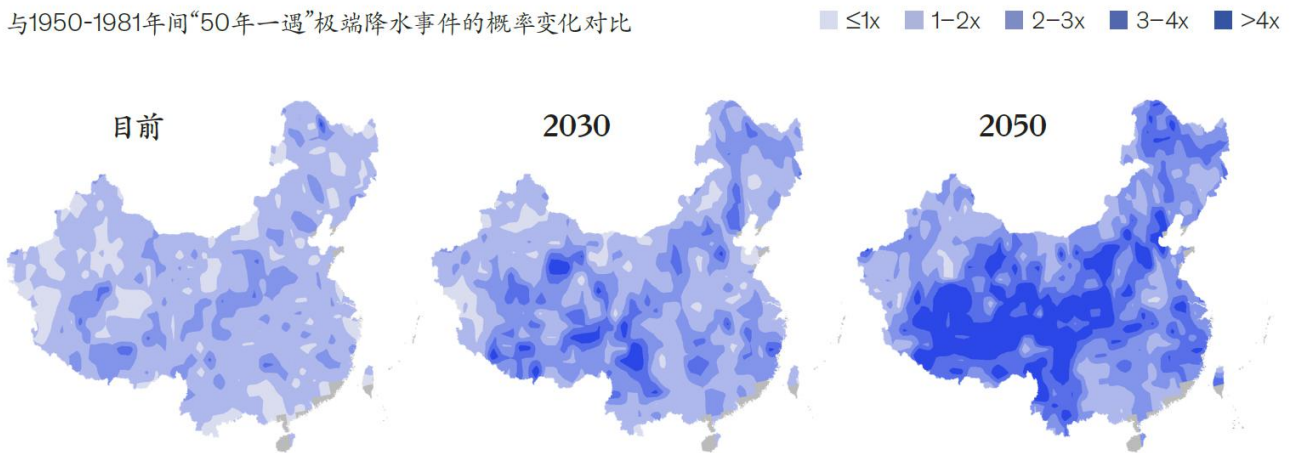 与1950-1981年间“50年一遇”极端降水事件的概率变化对比
≤1x 1–2x 2–3x 3–4x >4x
目前 2030 2050